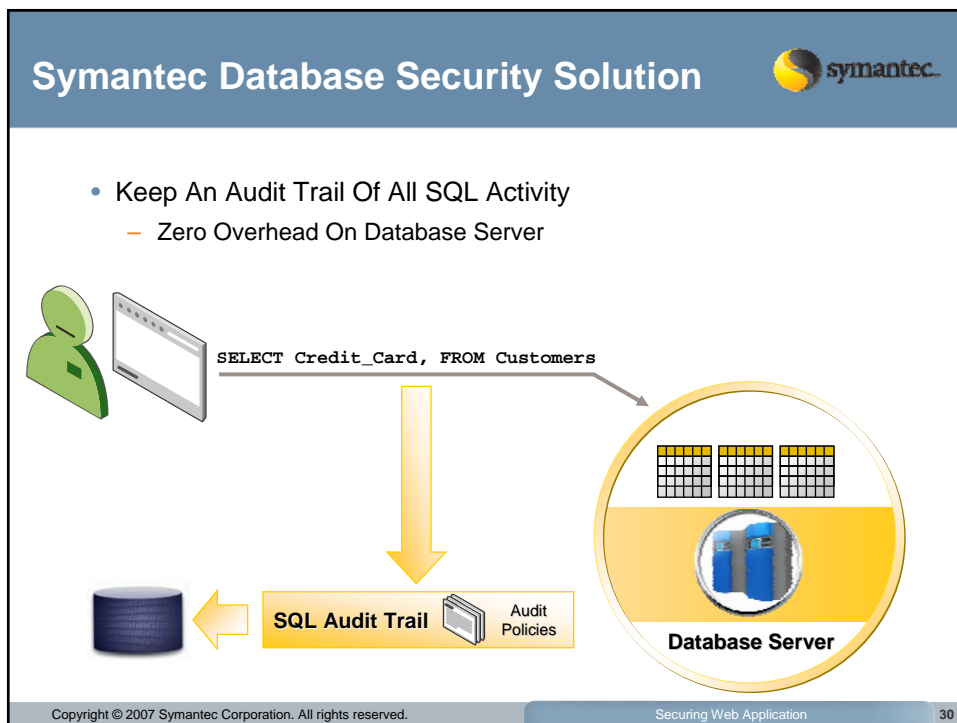 Symantec Database Security Solution
symantec.
• Keep An Audit Trail Of All SQL Activity
– Zero Overhead On Database Server
SELECT Credit_Card, FROM Customers
SQL Audit Trail
Audit
Policies
Database Server
Copyright © 2007 Symantec Corporation. All rights reserved.
Securing Web Application
30